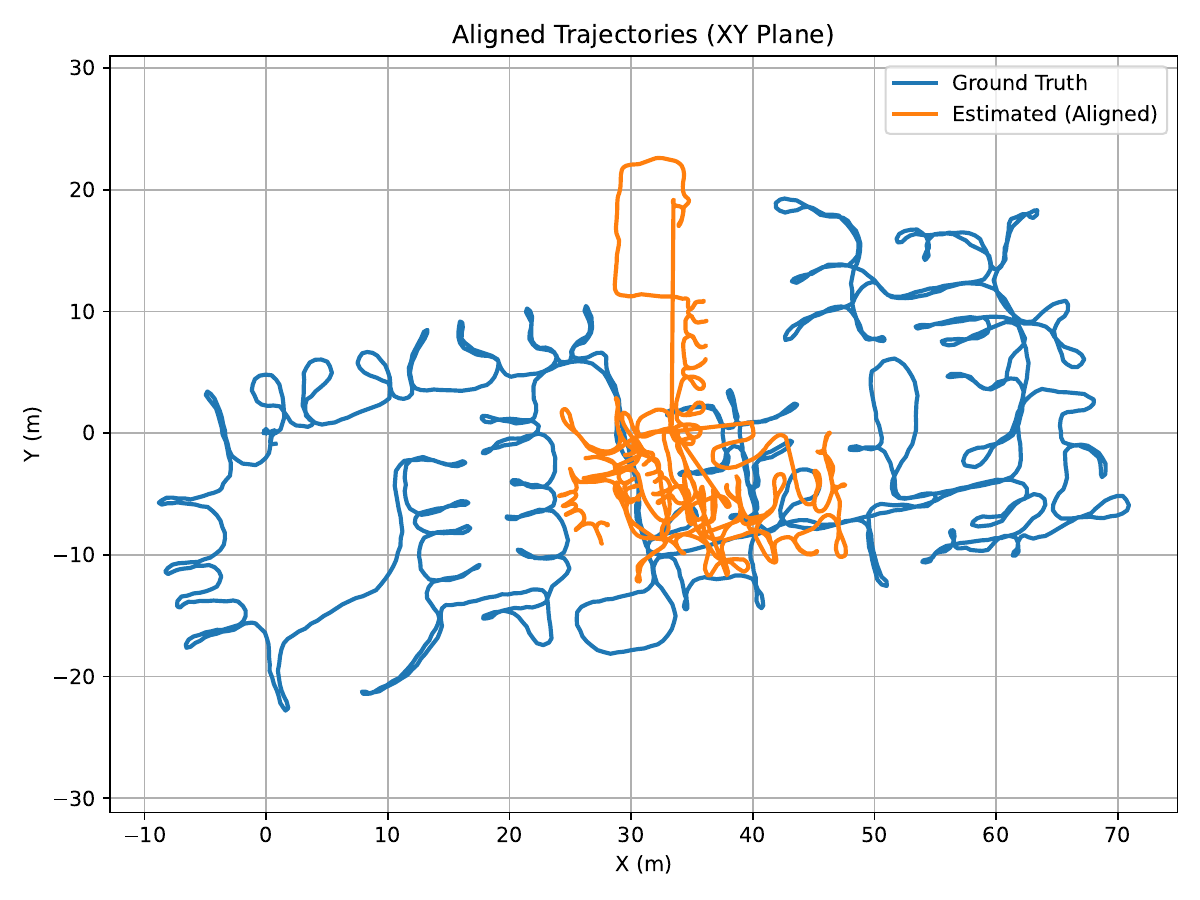 Aligned Trajectories (XY Plane)
Ground Truth
Estimated (Aligned)
Y (m)
30
20
10
0
−10
−20
−30
−10 0 10 20 30 40 50 60 70
X (m)